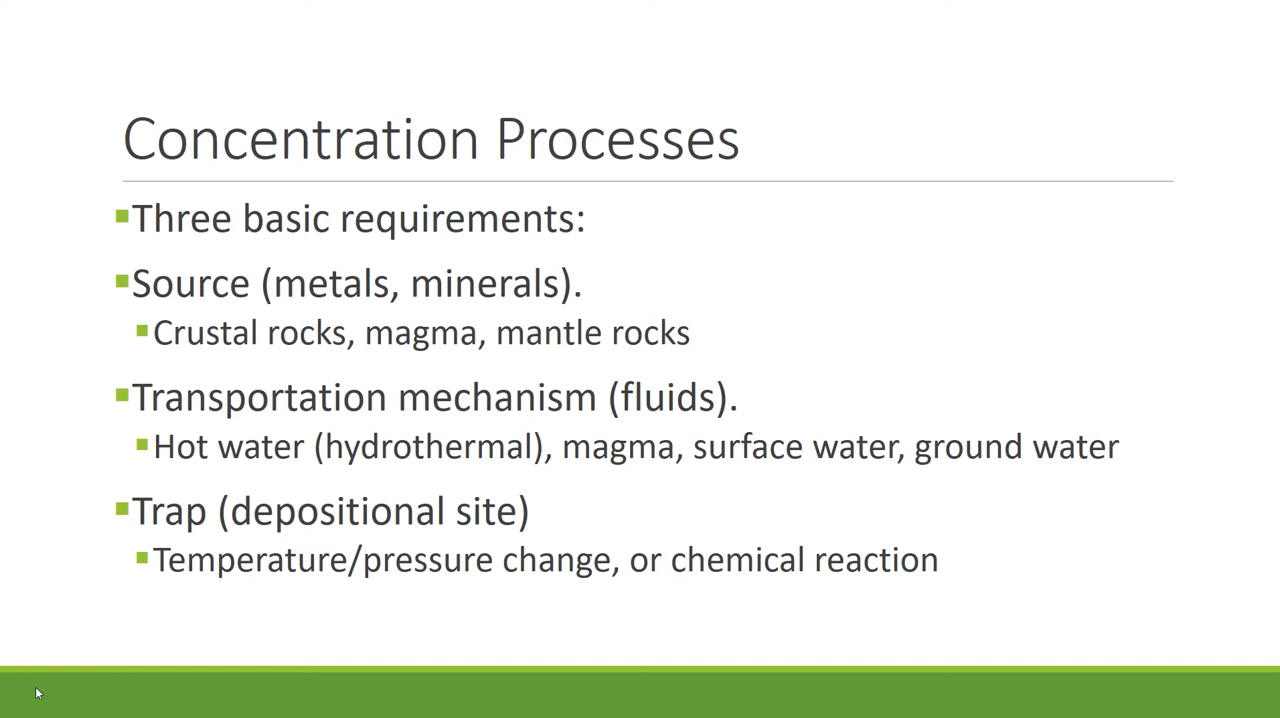 Concentration Processes
Three basic requirements:
Source (metals, minerals).
Crustal rocks, magma, mantle rocks
Transportation mechanism (fluids).
Hot water (hydrothermal), magma, surface water, ground water
Trap (depositional site)
Temperature/pressure change, or chemical reaction